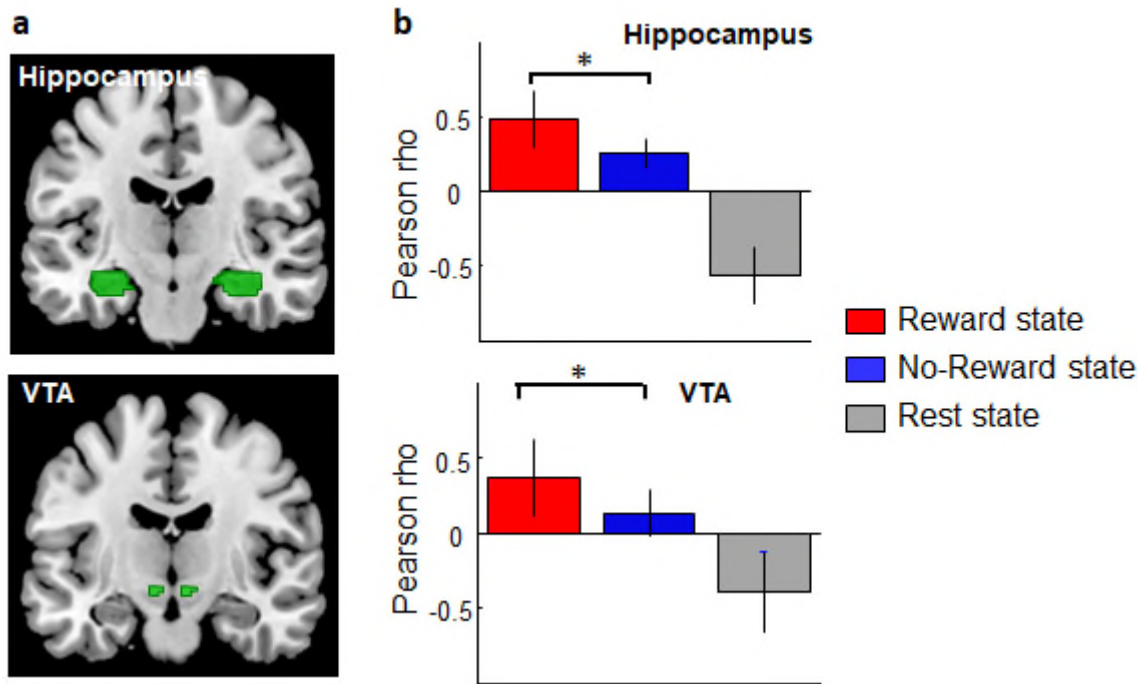 a
Hippocampus
VTA
b
Hippocampus
*
Pearson rho
0.5
0
-0.5
*
VTA
Pearson rho
0.5
0
-0.5
Reward state
No-Reward state
Rest state